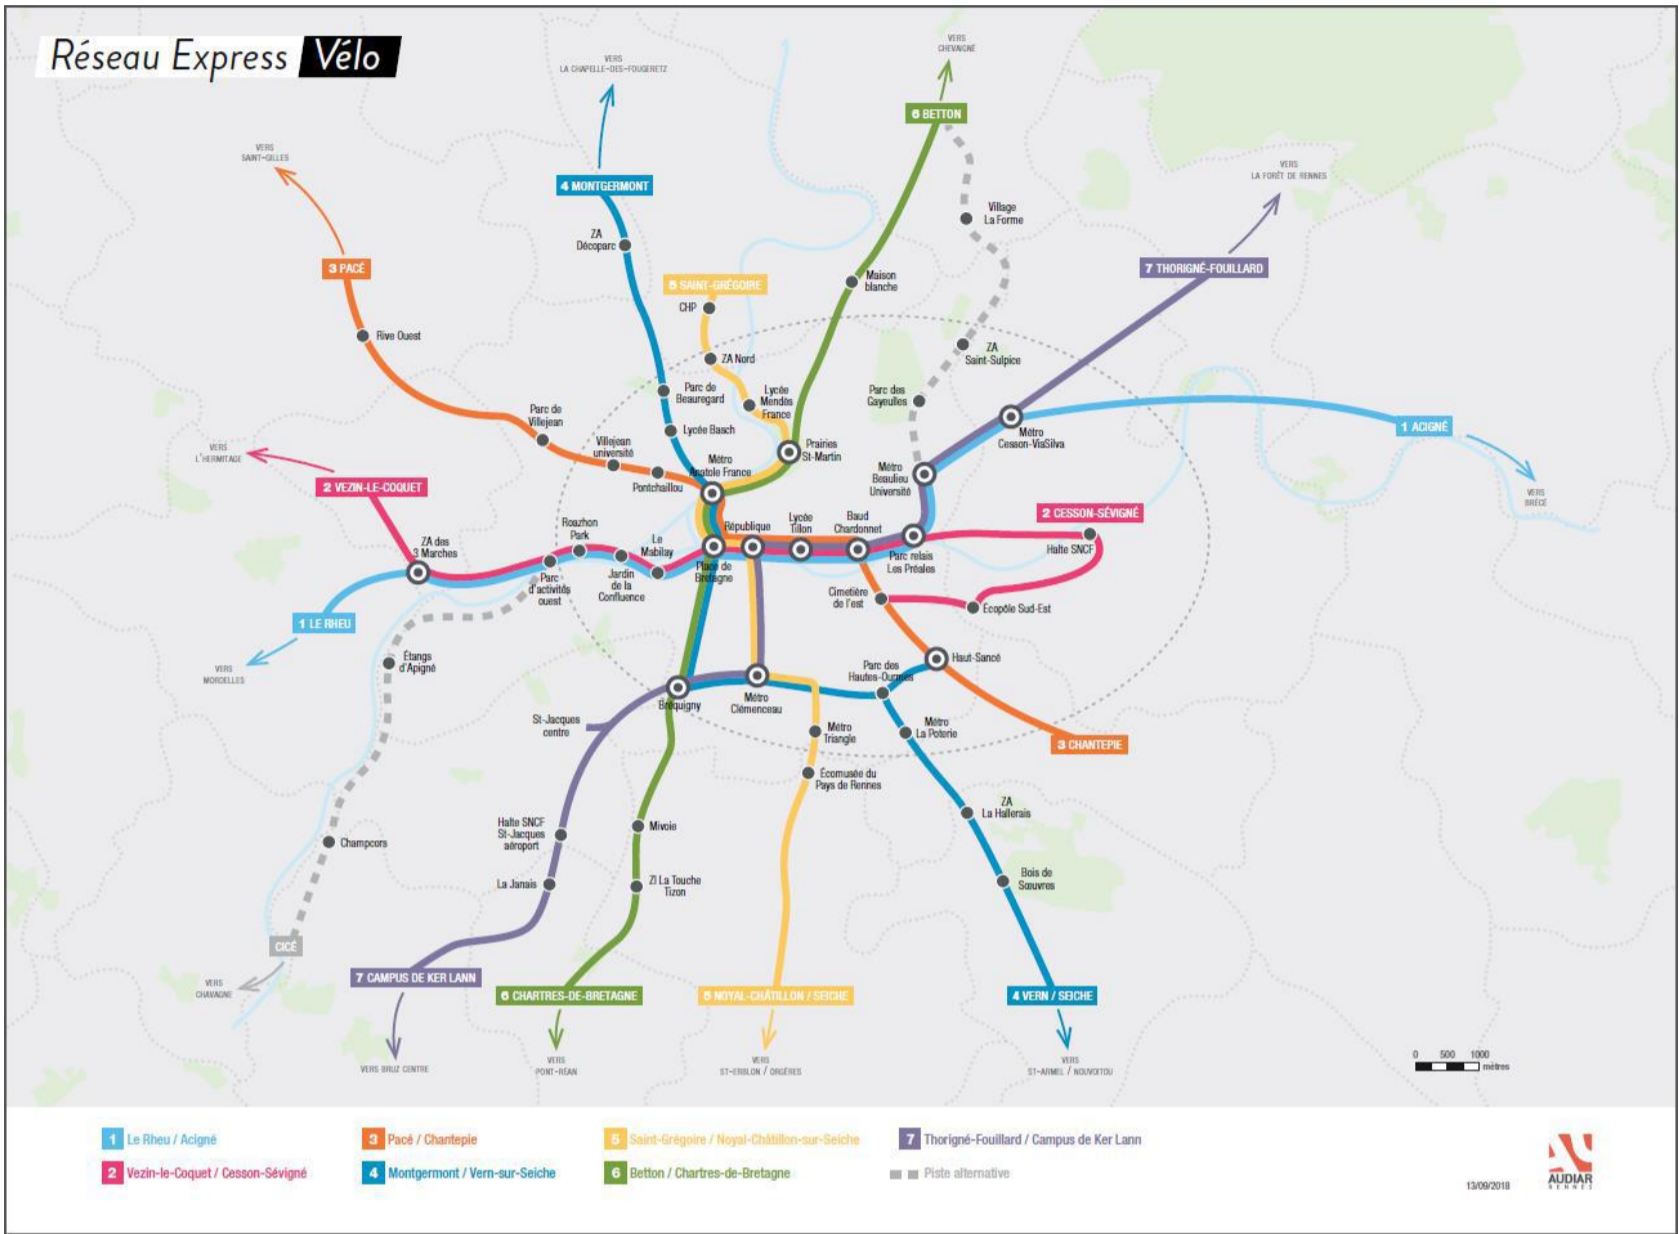 Réseau Express Vélo
VERS
CHEVAIGNÉ
VERS
LA CHAPELLE-DES-FOUGERETZ
6 BETTON
VERS
SAINT-GILLES
VERS
LA FORÊT DE RENNES
4 MONTGERMONT
Village
La Forme
ZA
Décoparc
3 PACÉ
7 THORIGNÉ-FOUILLARD
Maison
blanche
5 SAINT-GRÉGOIRE
CHP
Rive Ouest
ZA Nord
ZA
Saint-Sulpice
Parc de
Beauregard
Lycée
Mendès
France
Parc des
Gayeulles
Parc de
Villejean
Lycée Basch
Métro
Cesson-ViaSilva
1 ACIGNÉ
Villejean
université
Prairies
St-Martin
VERS
L'HERMITAGE
Métro
Anatole France
Pontchaillou
Métro
Beaulieu
Université
2 VEZIN-LE-COQUET
VERS
BRÉCÉ
2 CESSON-SÉVIGNÉ
Roazhon
Park
République
Lycée
Tillon
Baud
Chardonnet
ZA des
3 Marches
Le
Mabilay
Halte SNCF
Parc relais
Les Préales
Place de
Bretagne
Parc
d'activités
ouest
Jardin
de la
Confluence
Cimetière
de l'est
Écopôle Sud-Est
1 LE RHEU
VERS
MORDELLES
Étangs
d'Apigné
Parc des
Hautes-Ourmes
Haut-Sancé
Bréquigny
Métro
Clémenceau
St-Jacques
centre
Métro
Triangle
Métro
La Poterie
3 CHANTEPIE
Écomusée du
Pays de Rennes
ZA
La Hallerais
Halte SNCF
St-Jacques
aéroport
Mivoie
Champcors
La Janais
ZI La Touche
Tizon
Bois de
Sœuvres
CICÉ
7 CAMPUS DE KER LANN
VERS
CHAVAGNE
6 CHARTRES-DE-BRETAGNE
5 NOYAL-CHÂTILLON / SEICHE
4 VERN / SEICHE
VERS BRUZ CENTRE
VERS
PONT-RÉAN
VERS
ST-ERBLON / ORGÈRES
VERS
ST-ARMEL / NOUVOITOU
0 500 1000
mètres
1 Le Rheu / Acigné
3 Pacé / Chantepie
5 Saint-Grégoire / Noyal-Châtillon-sur-Seiche
7 Thorigné-Fouillard / Campus de Ker Lann
2 Vezin-le-Coquet / Cesson-Sévigné
4 Montgermont / Vern-sur-Seiche
6 Betton / Chartres-de-Bretagne
Piste alternative
13/09/2018
AUDIAR
RENNES